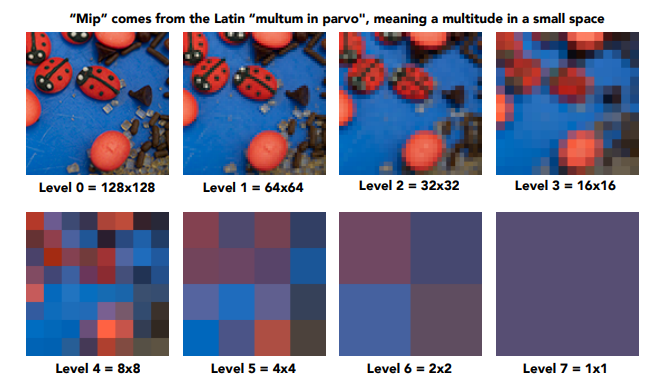 “Mip” comes from the Latin “multum in parvo", meaning a multitude in a small space
Level 0 = 128x128
Level 1 = 64x64
Level 2 = 32x32
Level 3 = 16x16
Level 4 = 8x8
Level 5 = 4x4
Level 6 = 2x2
Level 7 = 1x1